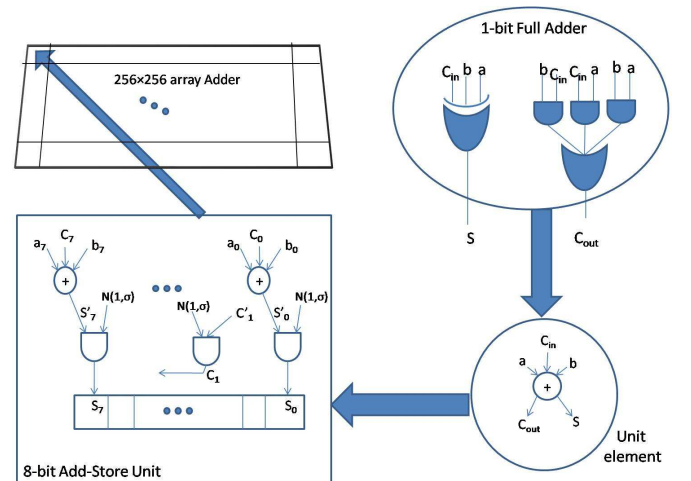 1-bit Full Adder
256×256 array Adder
C_in b a
b C_in C_in a b a
S C_out
a_7 C_7 b_7
a_0 C_0 b_0
+ +
N(1,σ) N(1,σ) N(1,σ)
S'_7 C'_1 S'_0
C_1
S_7 S_0
8-bit Add-Store Unit
C_in
a b
+
C_out S
Unit
element